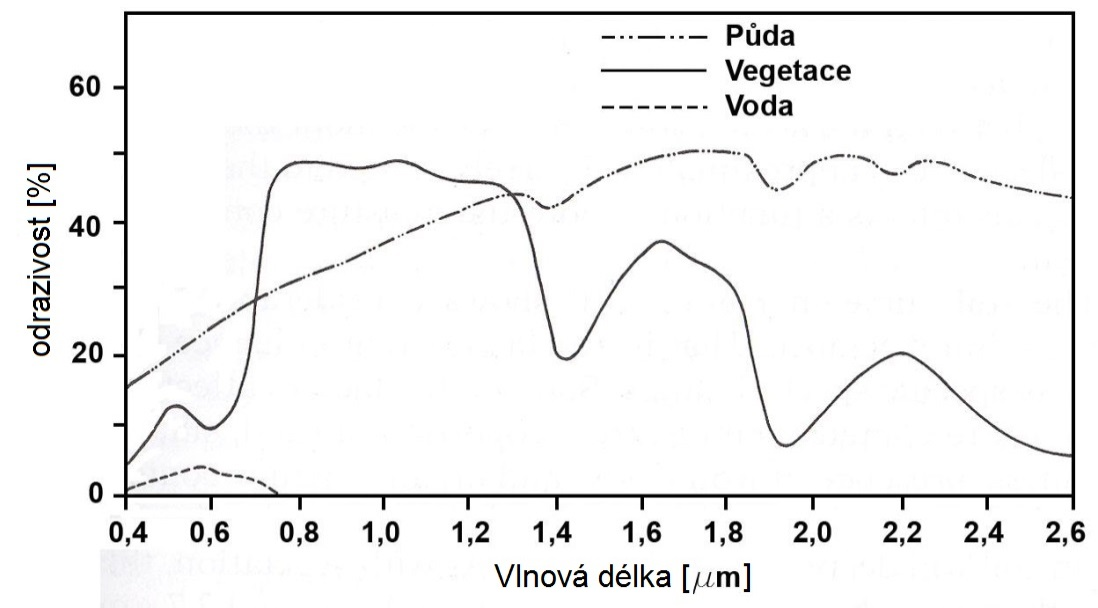 Půda
Vegetace
Voda
60
40
20
0
odrazivost [%]
0,4 0,6 0,8 1,0 1,2 1,4 1,6 1,8 2,0 2,2 2,4 2,6
Vlnová délka [μm]